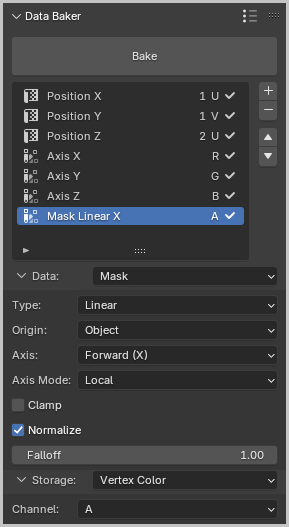 Data Baker
Bake
Position X 1 U
Position Y 1 V
Position Z 2 U
Axis X R
Axis Y G
Axis Z B
Mask Linear X A
Data: Mask
Type: Linear
Origin: Object
Axis: Forward (X)
Axis Mode: Local
Clamp
Normalize
Falloff 1.00
Storage: Vertex Color
Channel: A